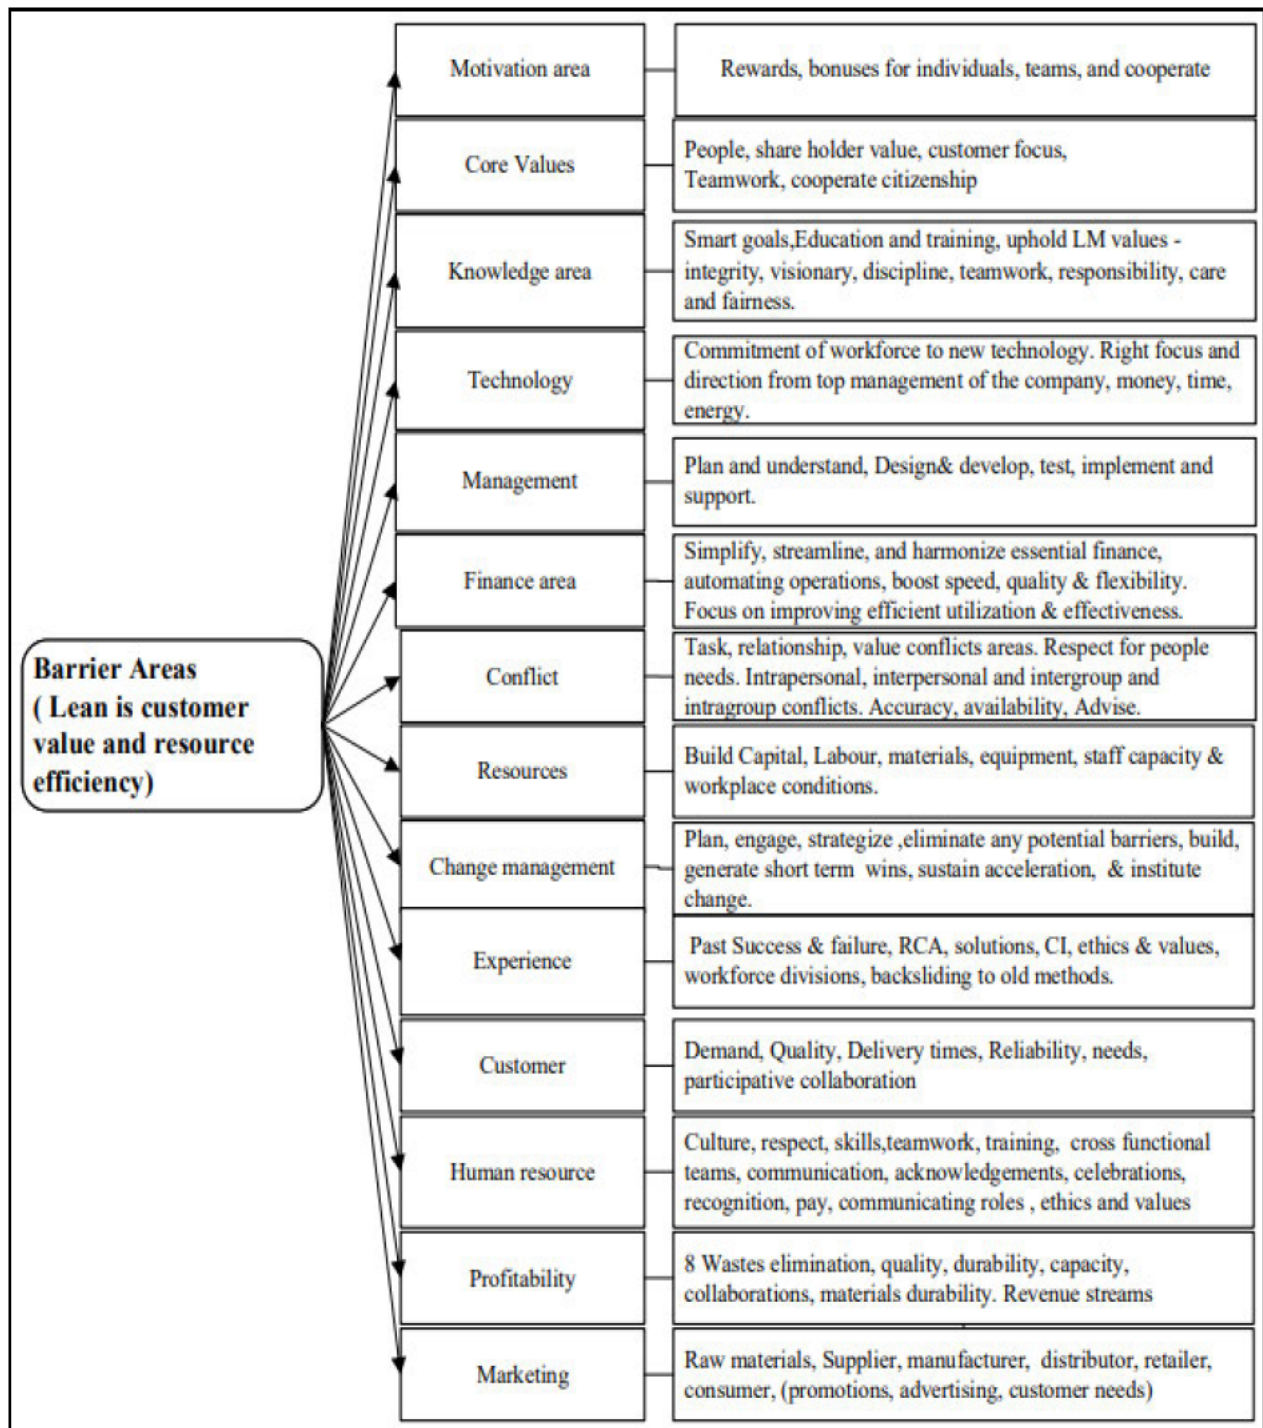 Motivation area
Rewards, bonuses for individuals, teams, and cooperate
Core Values
People, share holder value, customer focus,
Teamwork, cooperate citizenship
Knowledge area
Smart goals,Education and training, uphold LM values -
integrity, visionary, discipline, teamwork, responsibility, care
and fairness.
Technology
Commitment of workforce to new technology. Right focus and
direction from top management of the company, money, time,
energy.
Management
Plan and understand, Design& develop, test, implement and
support.
Finance area
Simplify, streamline, and harmonize essential finance,
automating operations, boost speed, quality & flexibility.
Focus on improving efficient utilization & effectiveness.
Barrier Areas
( Lean is customer
value and resource
efficiency)
Conflict
Task, relationship, value conflicts areas. Respect for people
needs. Intrapersonal, interpersonal and intergroup and
intragroup conflicts. Accuracy, availability, Advise.
Resources
Build Capital, Labour, materials, equipment, staff capacity &
workplace conditions.
Change management
Plan, engage, strategize ,eliminate any potential barriers, build,
generate short term wins, sustain acceleration, & institute
change.
Experience
Past Success & failure, RCA, solutions, CI, ethics & values,
workforce divisions, backsliding to old methods.
Customer
Demand, Quality, Delivery times, Reliability, needs,
participative collaboration
Human resource
Culture, respect, skills,teamwork, training, cross functional
teams, communication, acknowledgements, celebrations,
recognition, pay, communicating roles , ethics and values
Profitability
8 Wastes elimination, quality, durability, capacity,
collaborations, materials durability. Revenue streams
Marketing
Raw materials, Supplier, manufacturer, distributor, retailer,
consumer, (promotions, advertising, customer needs)